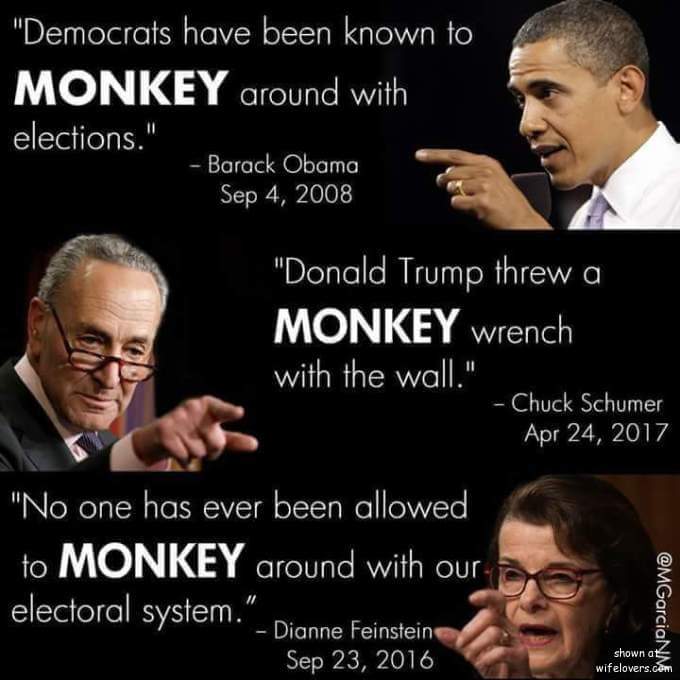 "Democrats have been known to
MONKEY around with
elections."
– Barack Obama
Sep 4, 2008
"Donald Trump threw a
MONKEY wrench
with the wall."
– Chuck Schumer
Apr 24, 2017
"No one has ever been allowed
to MONKEY around with our
electoral system."
– Dianne Feinstein
Sep 23, 2016
@MGarciaNM
shown at
wifelovers.com